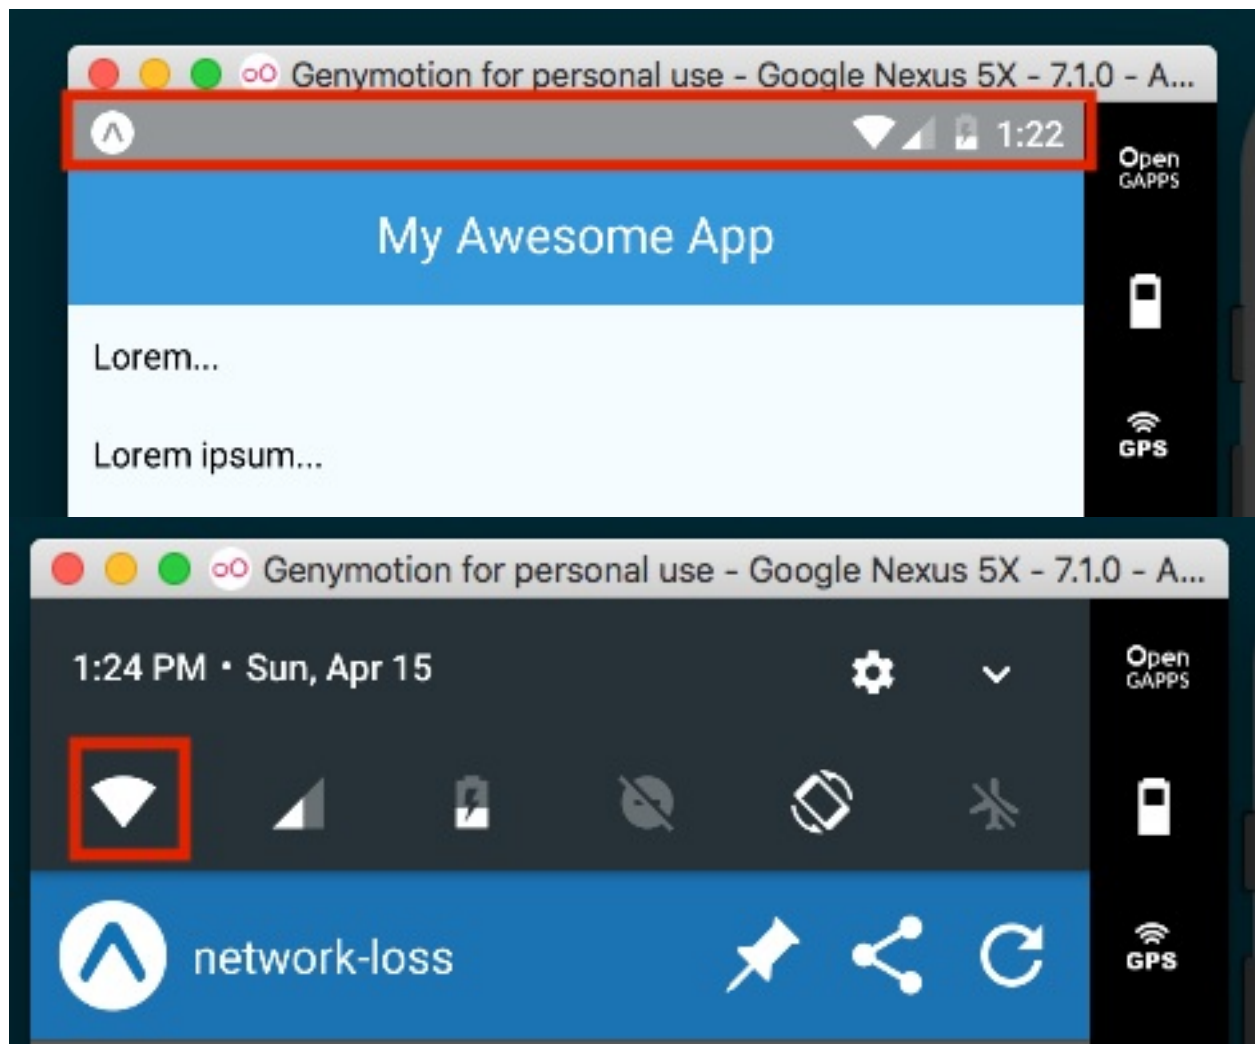 Genymotion for personal use - Google Nexus 5X - 7.1.0 - A...
1:22
Open
GAPPS
My Awesome App
Lorem...
GPS
Lorem ipsum...
Genymotion for personal use - Google Nexus 5X - 7.1.0 - A...
1:24 PM • Sun, Apr 15
Open
GAPPS
network-loss
GPS